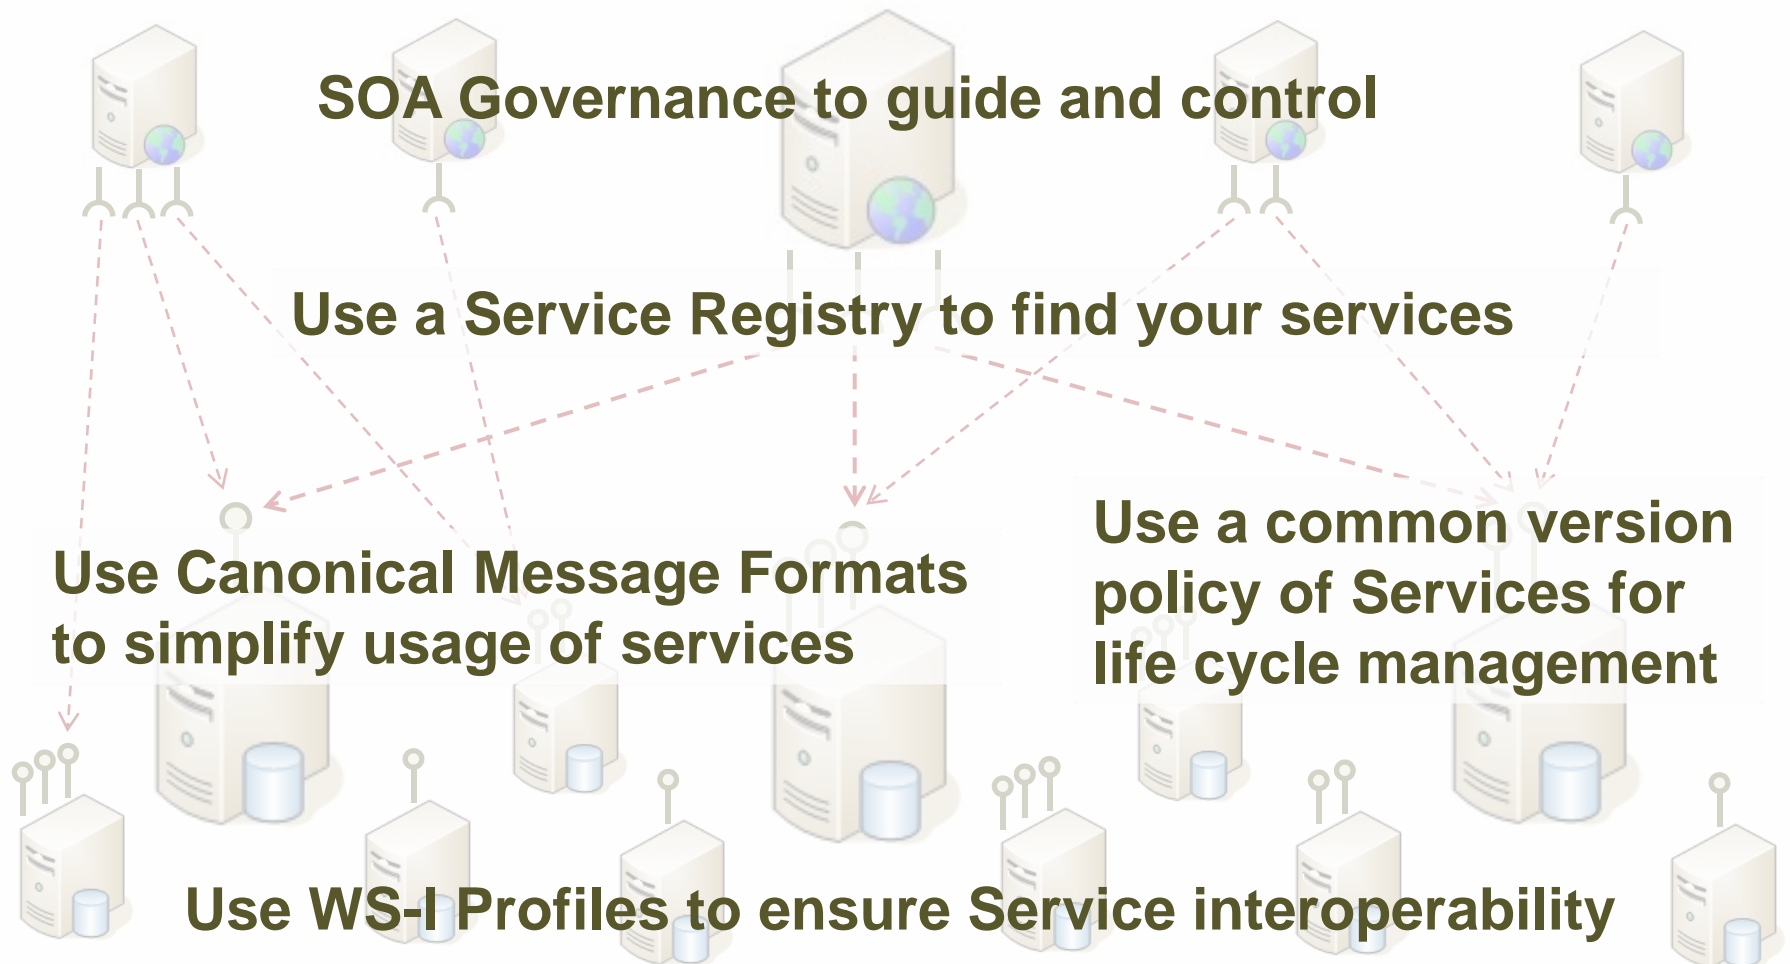 SOA Governance to guide and control
Use a Service Registry to find your services
Use Canonical Message Formats
to simplify usage of services
Use a common version
policy of Services for
life cycle management
Use WS-I Profiles to ensure Service interoperability